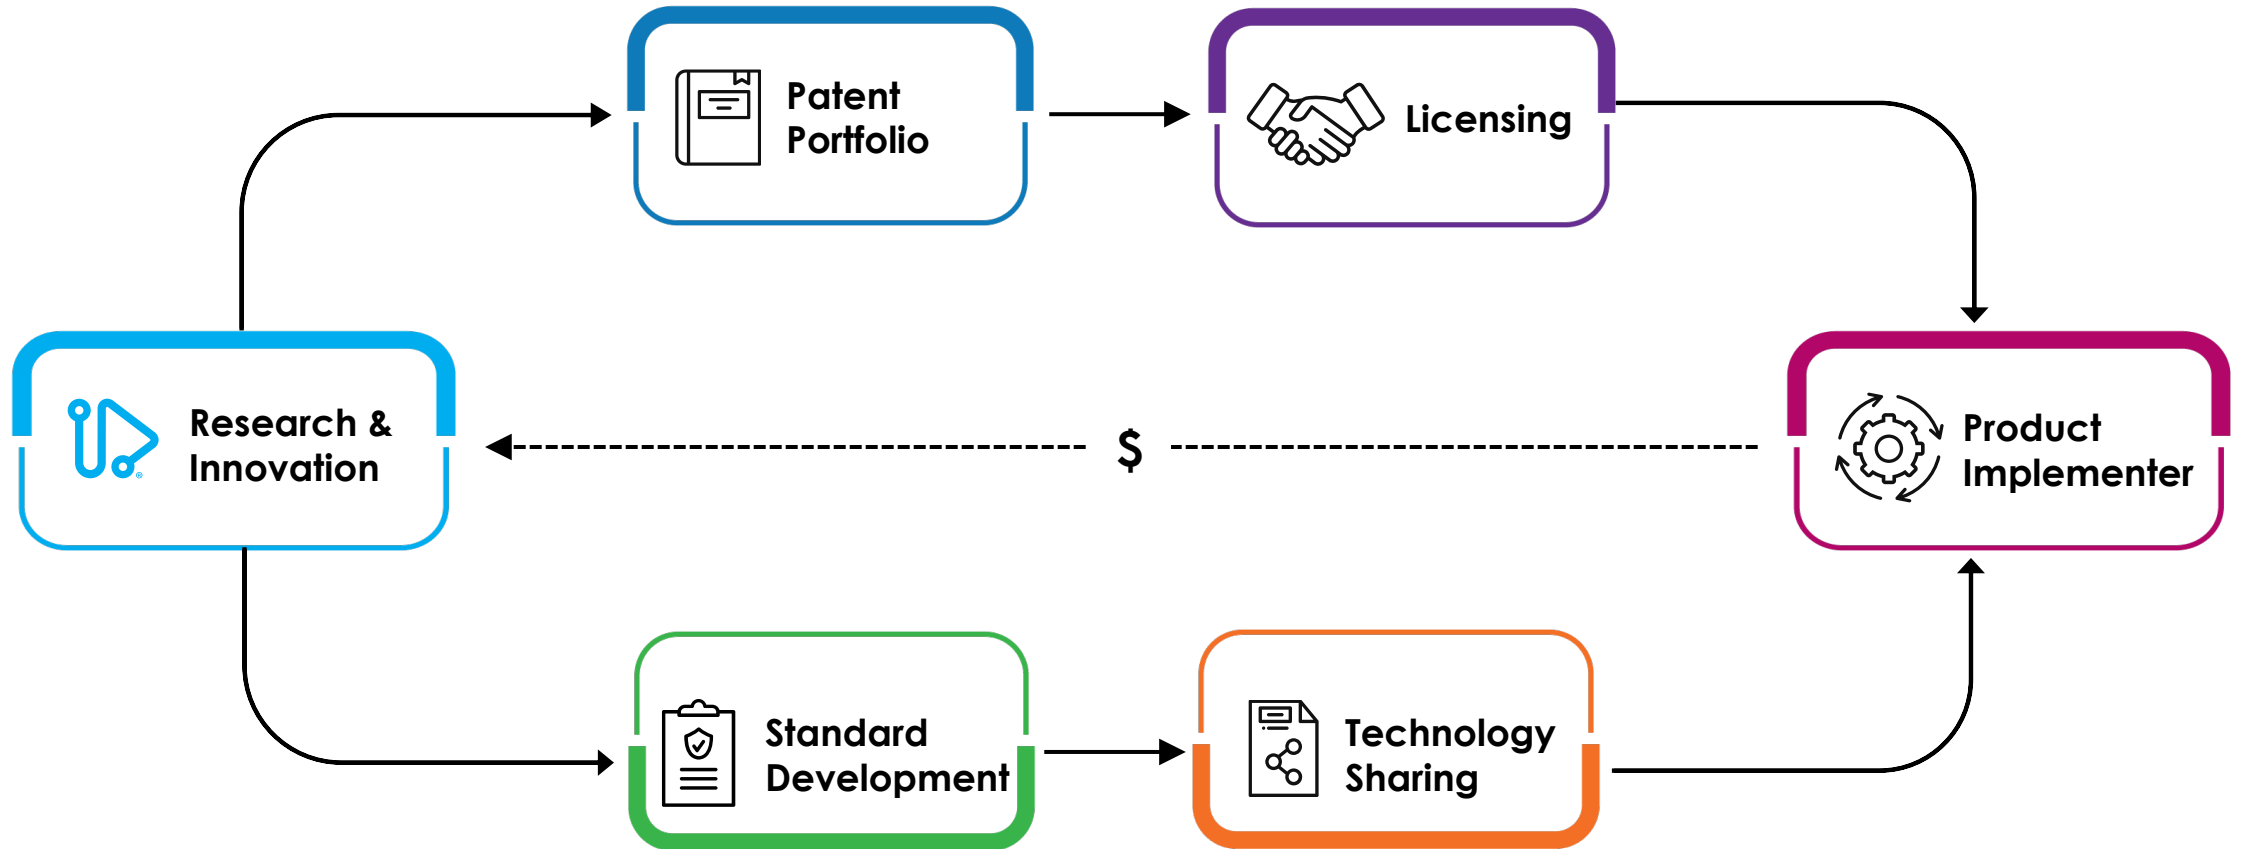 Patent
Portfolio
Licensing
Research &
Innovation
®
$
Product
Implementer
Standard
Development
Technology
Sharing